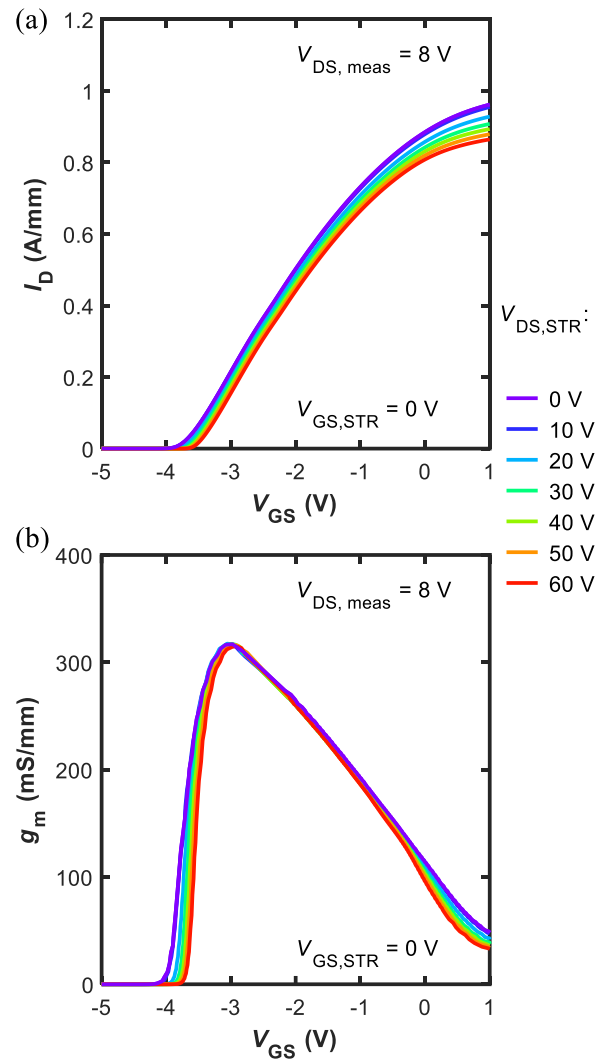 (a)
1.2
1
0.8
0.6
0.4
0.2
0
I_D (A/mm)
V_DS, meas = 8 V
V_GS,STR = 0 V
-5 -4 -3 -2 -1 0 1
V_GS (V)
V_DS,STR:
0 V
10 V
20 V
30 V
40 V
50 V
60 V
(b)
400
300
200
100
0
g_m (mS/mm)
V_DS, meas = 8 V
V_GS,STR = 0 V
-5 -4 -3 -2 -1 0 1
V_GS (V)